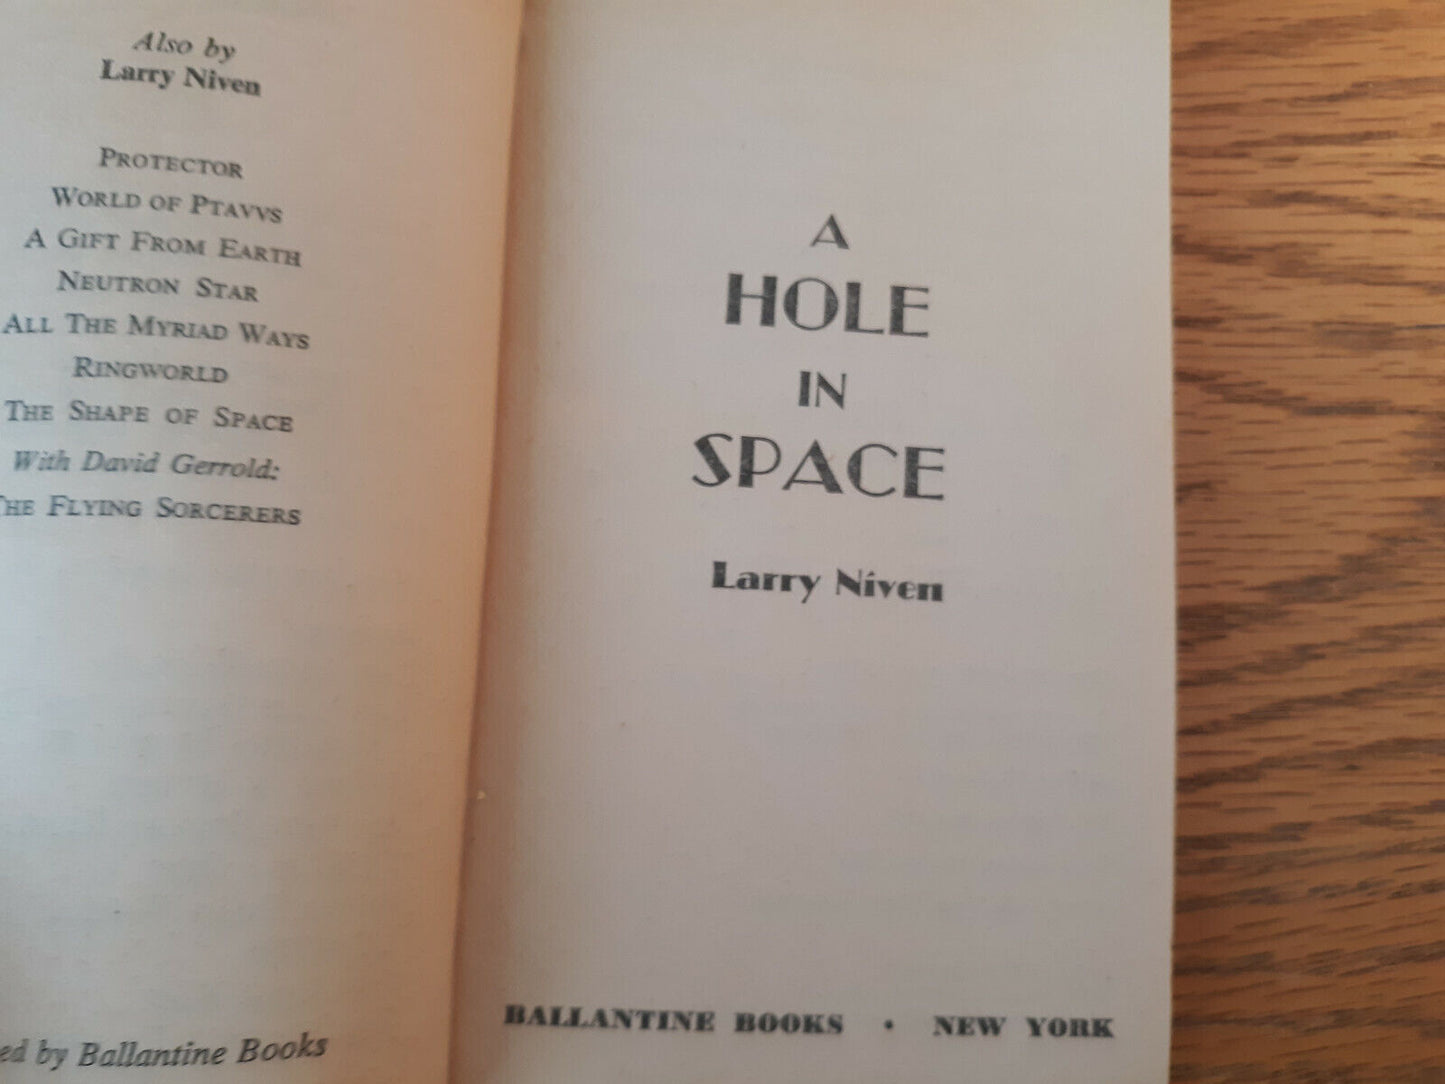 Also by
Larry Niven
PROTECTOR
WORLD OF PTAVVS
A GIFT FROM EARTH
NEUTRON STAR
ALL THE MYRIAD WAYS
RINGWORLD
THE SHAPE OF SPACE
With David Gerrold:
THE FLYING SORCERERS
by Ballantine Books
A
HOLE
IN
SPACE
Larry Niven
BALLANTINE BOOKS • NEW YORK